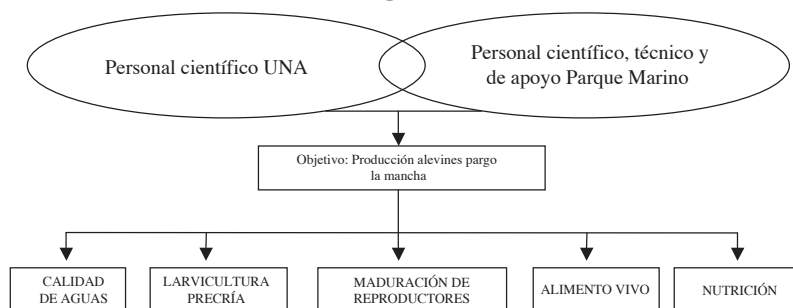 Personal científico UNA
Personal científico, técnico y
de apoyo Parque Marino
Objetivo: Producción alevines pargo
la mancha
CALIDAD
DE AGUAS
LARVICULTURA
PRECRÍA
MADURACIÓN DE
REPRODUCTORES
ALIMENTO VIVO
NUTRICIÓN